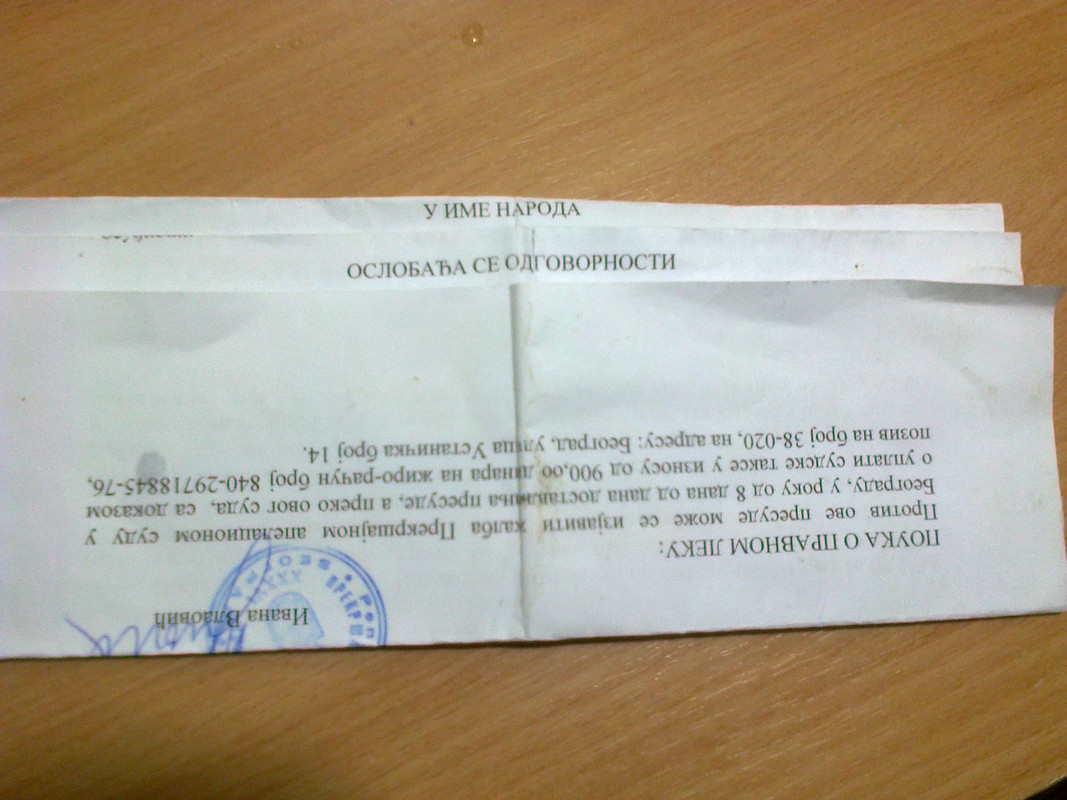 У ИМЕ НАРОДА
ОСЛОБАЂА СЕ ОДГОВОРНОСТИ
Ивана Влаовић
ПОУКА О ПРАВНОМ ЛЕКУ:
Против ове пресуде може се изјавити жалба Прекршајном апелационом суду у
Београду, у року од 8 дана од дана достављања пресуде, а преко овог суда, са доказом
о уплати судске таксе у износу од 900,оо динара на жиро-рачун број 840-29718845-76,
позив на број 38-020, на адресу: Београд, улица Устаничка број 14.